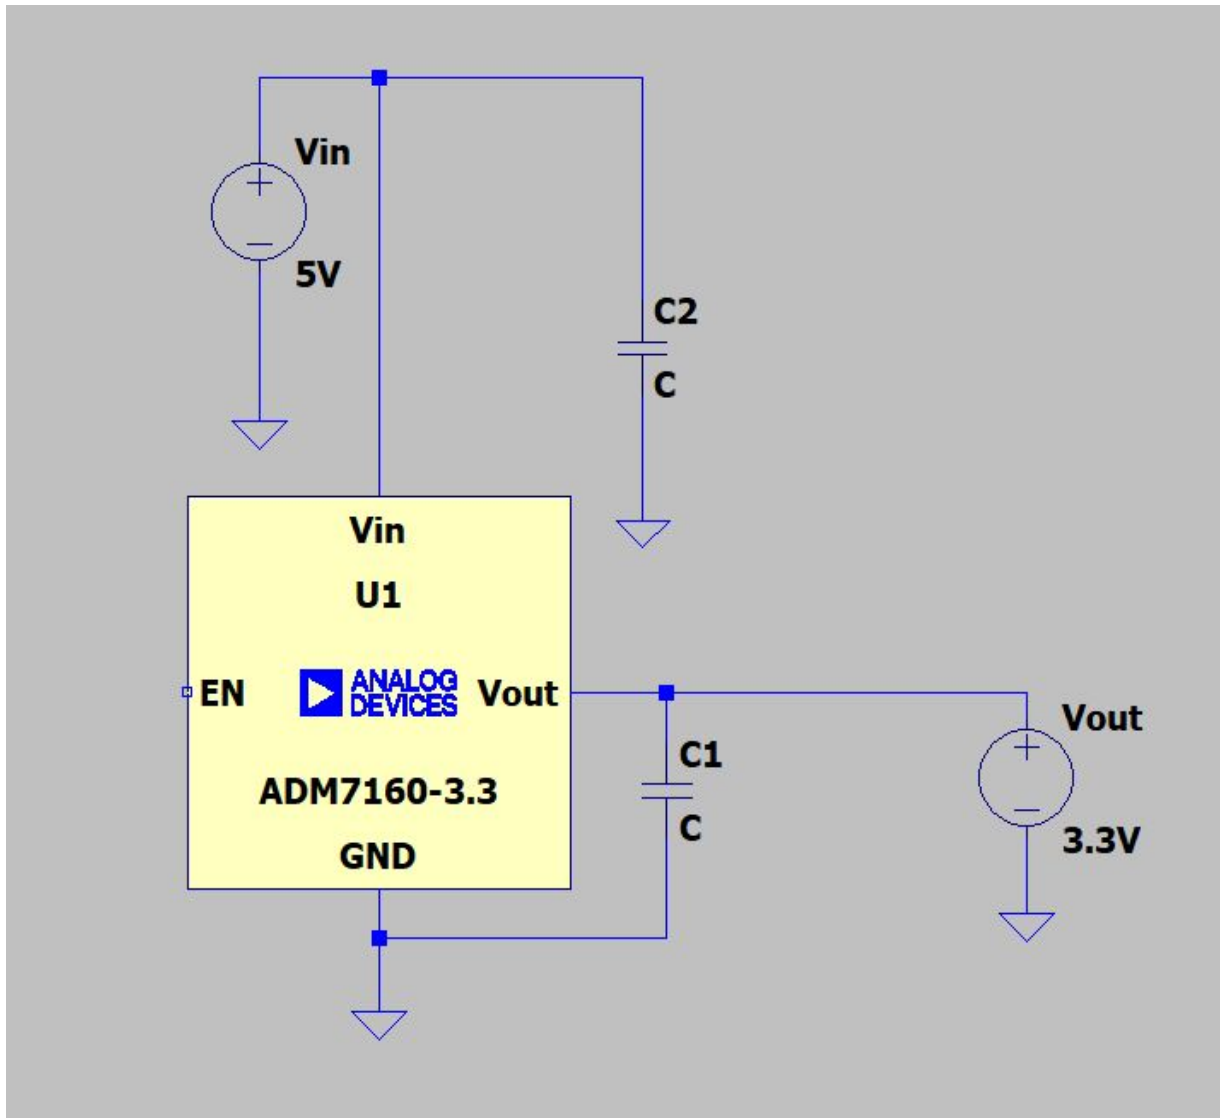 Vin
5V
C2
C
Vin
U1
EN
ANALOG
DEVICES
Vout
ADM7160-3.3
GND
C1
C
Vout
3.3V